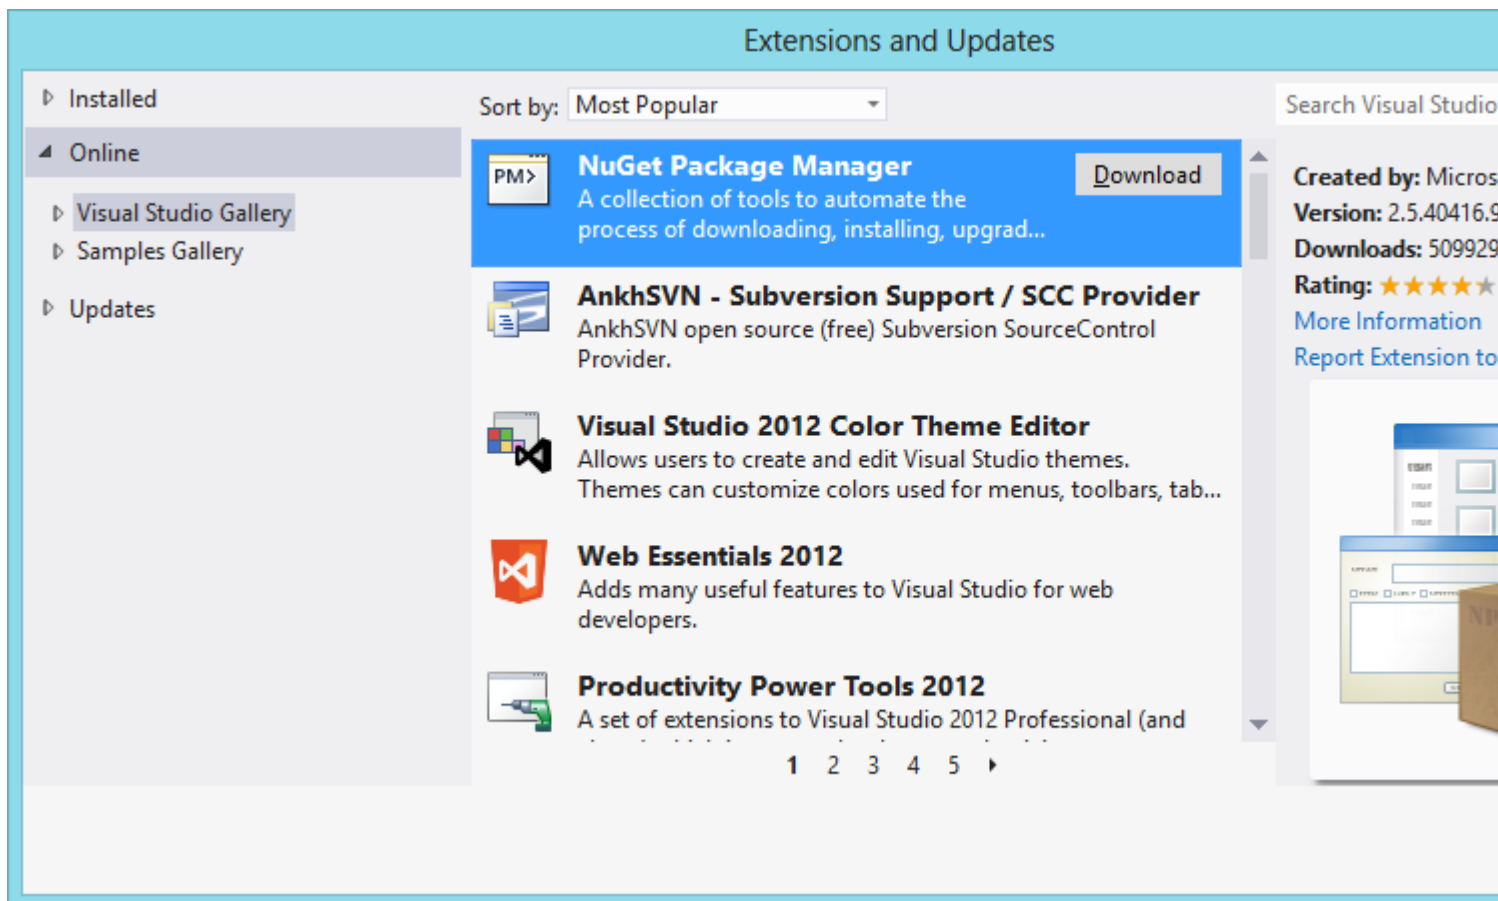 Extensions and Updates
Installed
Online
Visual Studio Gallery
Samples Gallery
Updates
Sort by: Most Popular
PM>
NuGet Package Manager
Download
A collection of tools to automate the
process of downloading, installing, upgrad...
AnkhSVN - Subversion Support / SCC Provider
AnkhSVN open source (free) Subversion SourceControl
Provider.
Visual Studio 2012 Color Theme Editor
Allows users to create and edit Visual Studio themes.
Themes can customize colors used for menus, toolbars, tab...
Web Essentials 2012
Adds many useful features to Visual Studio for web
developers.
Productivity Power Tools 2012
A set of extensions to Visual Studio 2012 Professional (and
1 2 3 4 5
Search Visual Studio
Created by: Micros
Version: 2.5.40416.9
Downloads: 509929
Rating:
More Information
Report Extension to